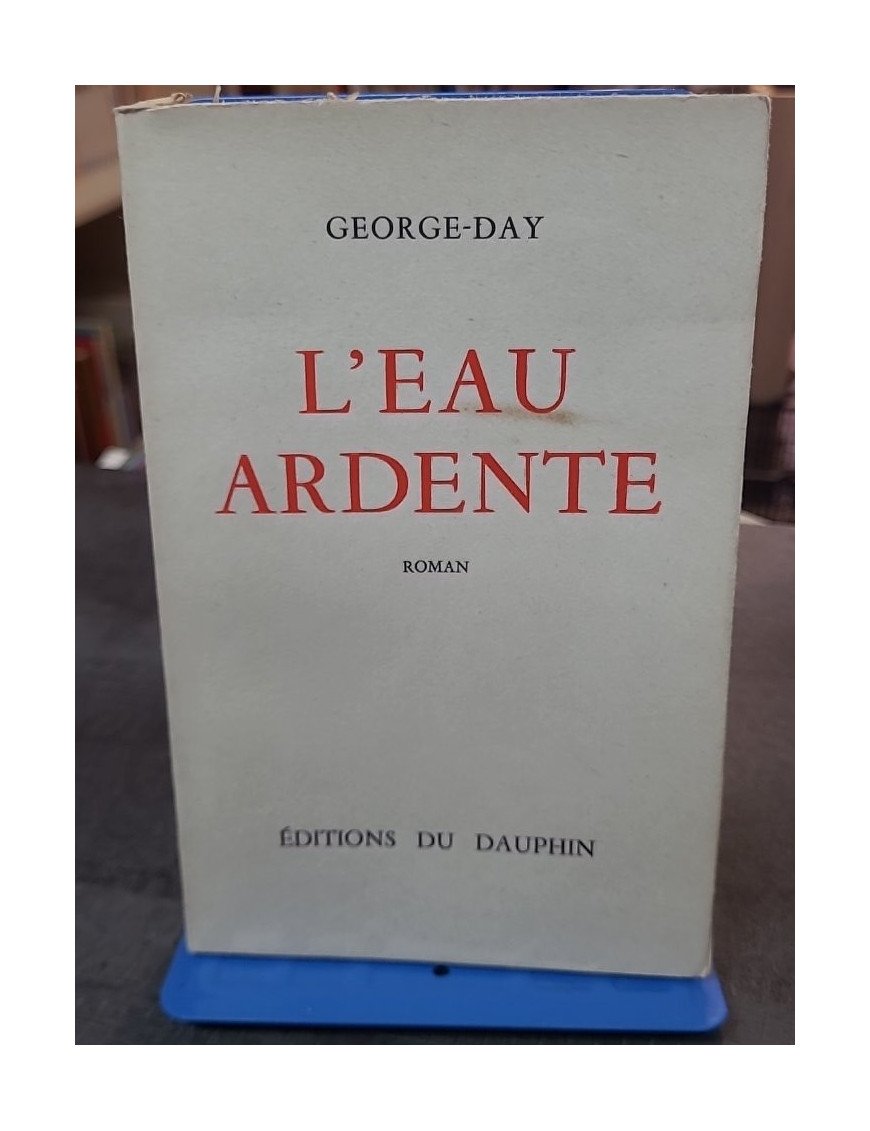 GEORGE-DAY
L'EAU
ARDENTE
ROMAN
ÉDITIONS DU DAUPHIN